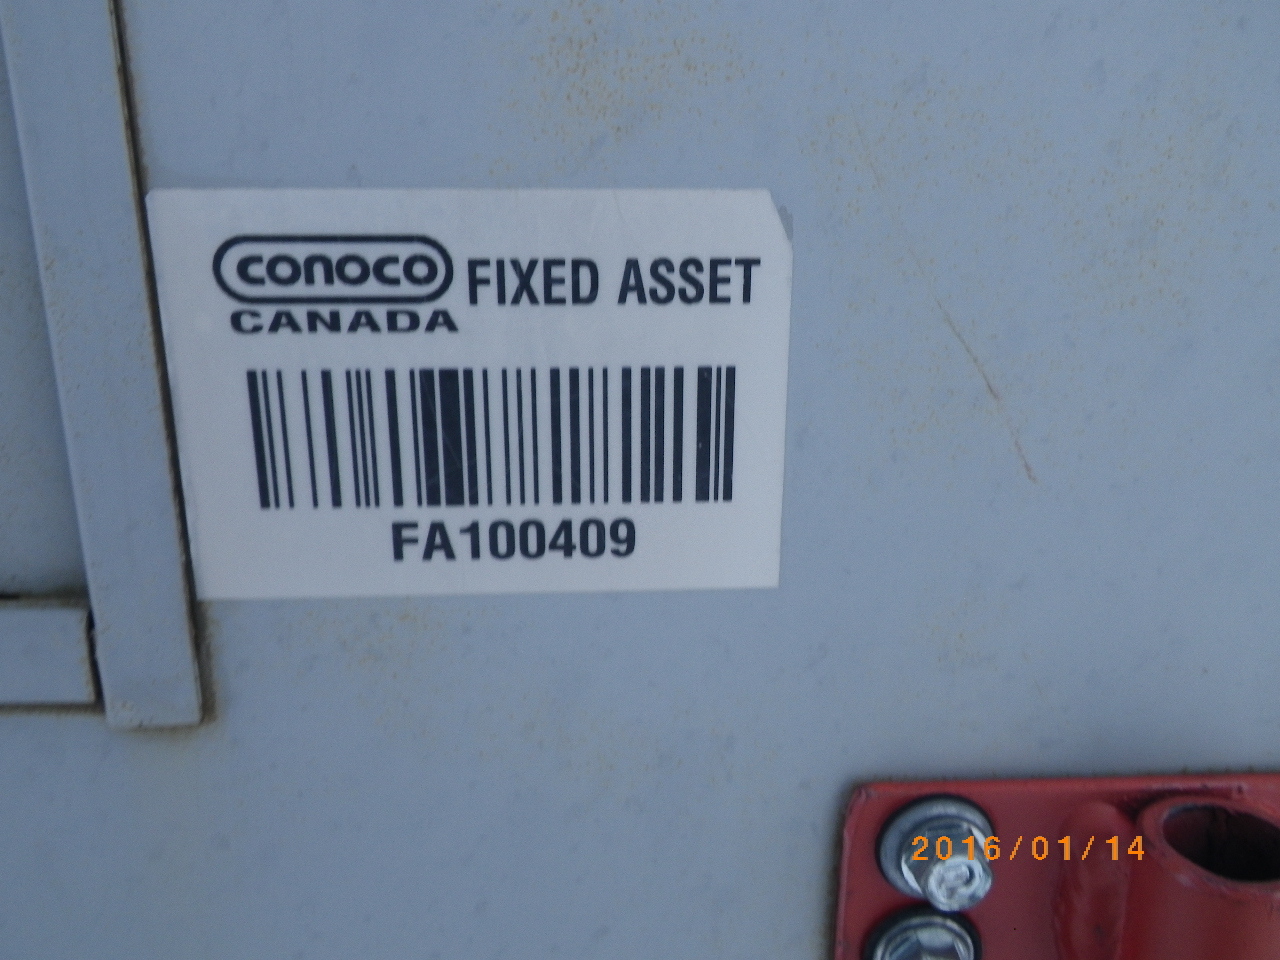 CONOCO FIXED ASSET
CANADA
FA100409
2016/01/14